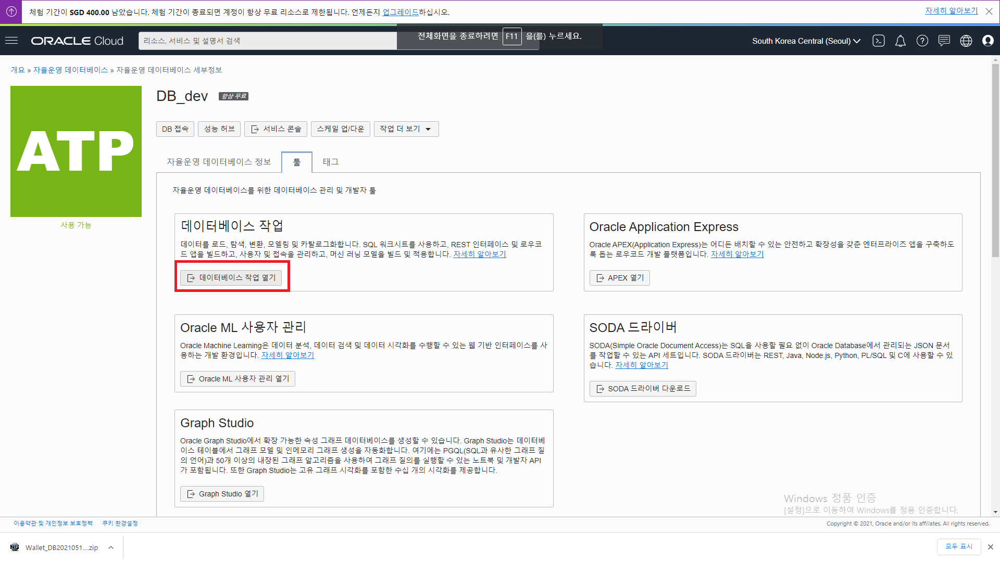 체험 기간이 SGD 400.00 남았습니다. 체험 기간이 종료되면 계정이 항상 무료 리소스로 제한됩니다. 언제든지 업그레이드하십시오.
자세히 알아보기
ORACLE Cloud
리소스, 서비스 및 설명서 검색
전체화면을 종료하려면 F11 을(를) 누르세요.
South Korea Central (Seoul)
개요 » 자율운영 데이터베이스 » 자율운영 데이터베이스 세부정보
ATP
사용 가능
DB_dev 항상 무료
DB 접속
성능 허브
서비스 콘솔
스케일 업/다운
작업 더 보기
자율운영 데이터베이스 정보
툴
태그
자율운영 데이터베이스를 위한 데이터베이스 관리 및 개발자 툴
데이터베이스 작업
데이터를 로드, 탐색, 변환, 모델링 및 카탈로그화합니다. SQL 워크시트를 사용하고, REST 인터페이스 및 로우코
드 앱을 빌드하고, 사용자 및 접속을 관리하고, 머신 러닝 모델을 빌드 및 적용합니다. 자세히 알아보기
데이터베이스 작업 열기
Oracle Application Express
Oracle APEX(Application Express)는 어디든 배치할 수 있는 안전하고 확장성을 갖춘 엔터프라이즈 앱을 구축하도
록 돕는 로우코드 개발 플랫폼입니다. 자세히 알아보기
APEX 열기
Oracle ML 사용자 관리
Oracle Machine Learning은 데이터 분석, 데이터 검색 및 데이터 시각화를 수행할 수 있는 웹 기반 인터페이스를 사
용하는 개발 환경입니다. 자세히 알아보기
Oracle ML 사용자 관리 열기
SODA 드라이버
SODA(Simple Oracle Document Access)는 SQL을 사용할 필요 없이 Oracle Database에서 관리되는 JSON 문서
를 작업할 수 있는 API 세트입니다. SODA 드라이버는 REST, Java, Node.js, Python, PL/SQL 및 C에 사용할 수 있
습니다. 자세히 알아보기
SODA 드라이버 다운로드
Graph Studio
Oracle Graph Studio에서 확장 가능한 속성 그래프 데이터베이스를 생성할 수 있습니다. Graph Studio는 데이터베
이스 테이블에서 그래프 모델 및 인메모리 그래프 생성을 자동화합니다. 여기에는 PGQL(SQL과 유사한 그래프 질
의 언어)과 50개 이상의 내장된 그래프 알고리즘을 사용하여 그래프 질의를 실행할 수 있는 노트북 및 개발자 API
가 포함됩니다. 또한 Graph Studio는 고유 그래프 시각화를 포함한 수십 개의 시각화를 제공합니다.
Graph Studio 열기
Windows 정품 인증
[설정]으로 이동하여 Windows를 정품 인증합니다.
이용약관 및 개인정보 보호정책
쿠키 환경설정
Copyright © 2021, Oracle and/or its affiliates. All rights reserved.
ZIP
Wallet_DB2021051....zip
모두 표시